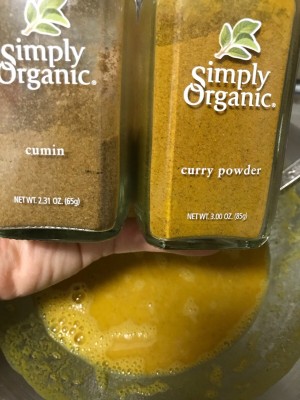 Simply
Organic.
cumin
NET WT. 2.31 OZ. (65g)
Simply
Organic.
curry powder
NET WT. 3.00 OZ. (85g)